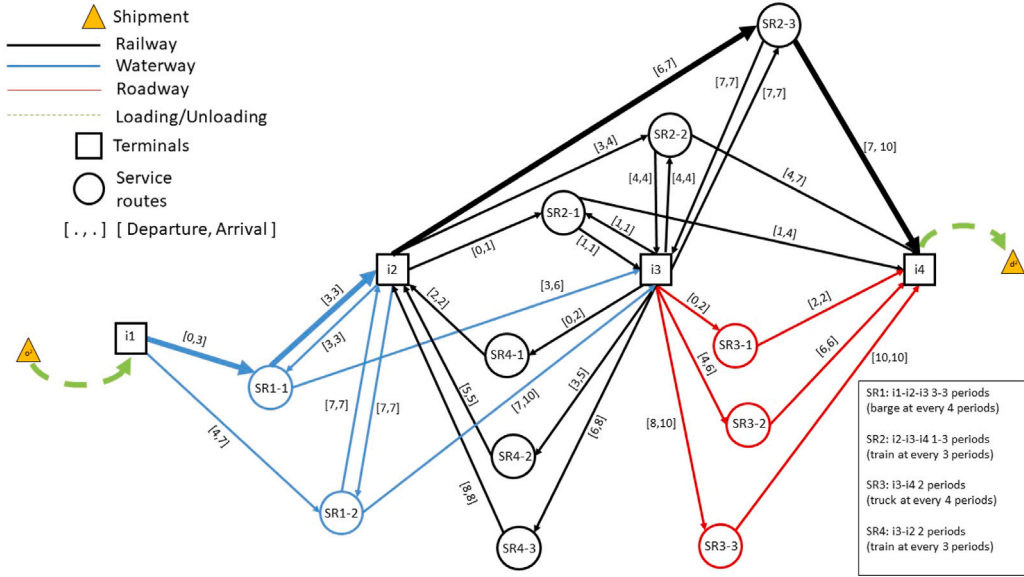 Shipment
Railway
Waterway
Roadway
Loading/Unloading
Terminals
Service
routes
[ . , . ] [ Departure, Arrival ]
SR2-3
[6,7]
[7,7]
[7,7]
SR2-2
[3,4]
[7, 10]
[4,4]
[4,4]
[4,7]
SR2-1
[1,1]
[1,1]
[1,4]
[0,1]
i2
i3
i4
[3,6]
[3,3]
[2,2]
[0,2]
[0,2]
[2,2]
i1
[0,3]
[3,3]
SR4-1
SR3-1
[6,6]
[4,6]
[10,10]
SR1-1
[3,5]
[5,5]
[7,10]
[7,7]
[7,7]
[8,10]
[6,8]
[4,7]
SR3-2
SR4-2
[8,8]
SR1-2
SR4-3
SR3-3
SR1: i1-i2-i3 3-3 periods
(barge at every 4 periods)
SR2: i2-i3-i4 1-3 periods
(train at every 3 periods)
SR3: i3-i4 2 periods
(truck at every 4 periods)
SR4: i3-i2 2 periods
(train at every 3 periods)